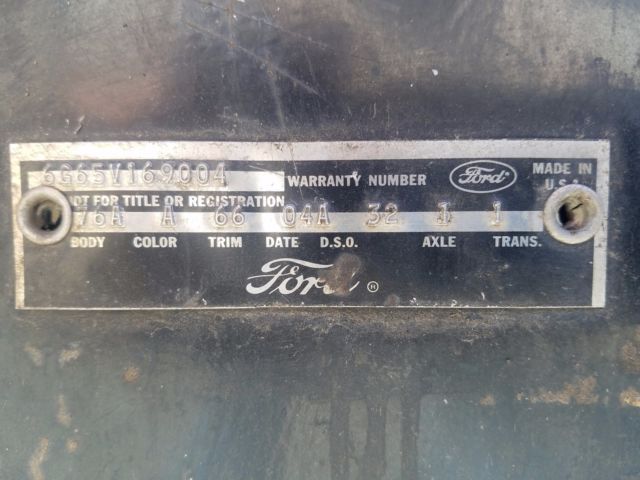 6G65V169004 WARRANTY NUMBER Ford MADE IN
NOT FOR TITLE OR REGISTRATION U.S.A.
76A A 66 04A 32 1 1
BODY COLOR TRIM DATE D.S.O. AXLE TRANS.
Ford ®